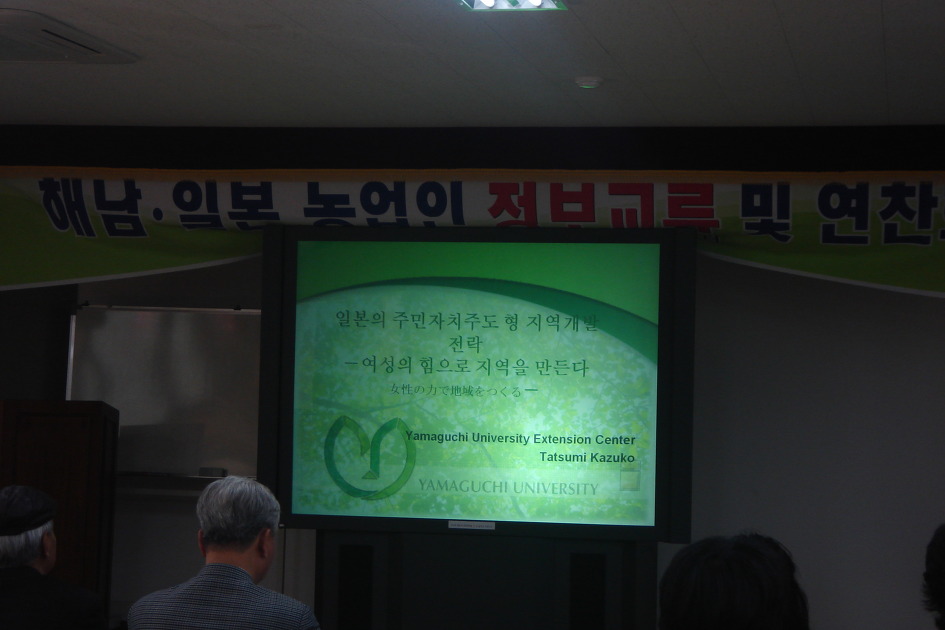 해남·일본 농업인 정보교류 및 연찬
일본의 주민자치주도 형 지역개발
전락
－여성의 힘으로 지역을 만든다
女性の力で地域をつくるー
Yamaguchi University Extension Center
Tatsumi Kazuko
YAMAGUCHI UNIVERSITY